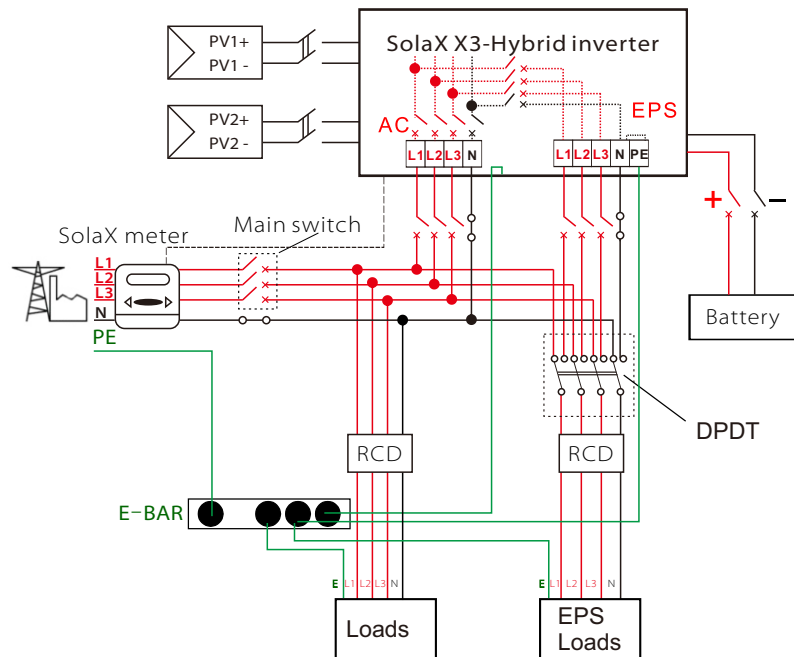 PV1+
PV1 -
PV2+
PV2 -
SolaX X3-Hybrid inverter
AC
EPS
L1 L2 L3 N
L1 L2 L3 N PE
Main switch
SolaX meter
L1
L2
L3
N
PE
+ −
Battery
DPDT
RCD
RCD
E-BAR
E L1 L2 L3 N
E L1 L2 L3 N
Loads
EPS
Loads